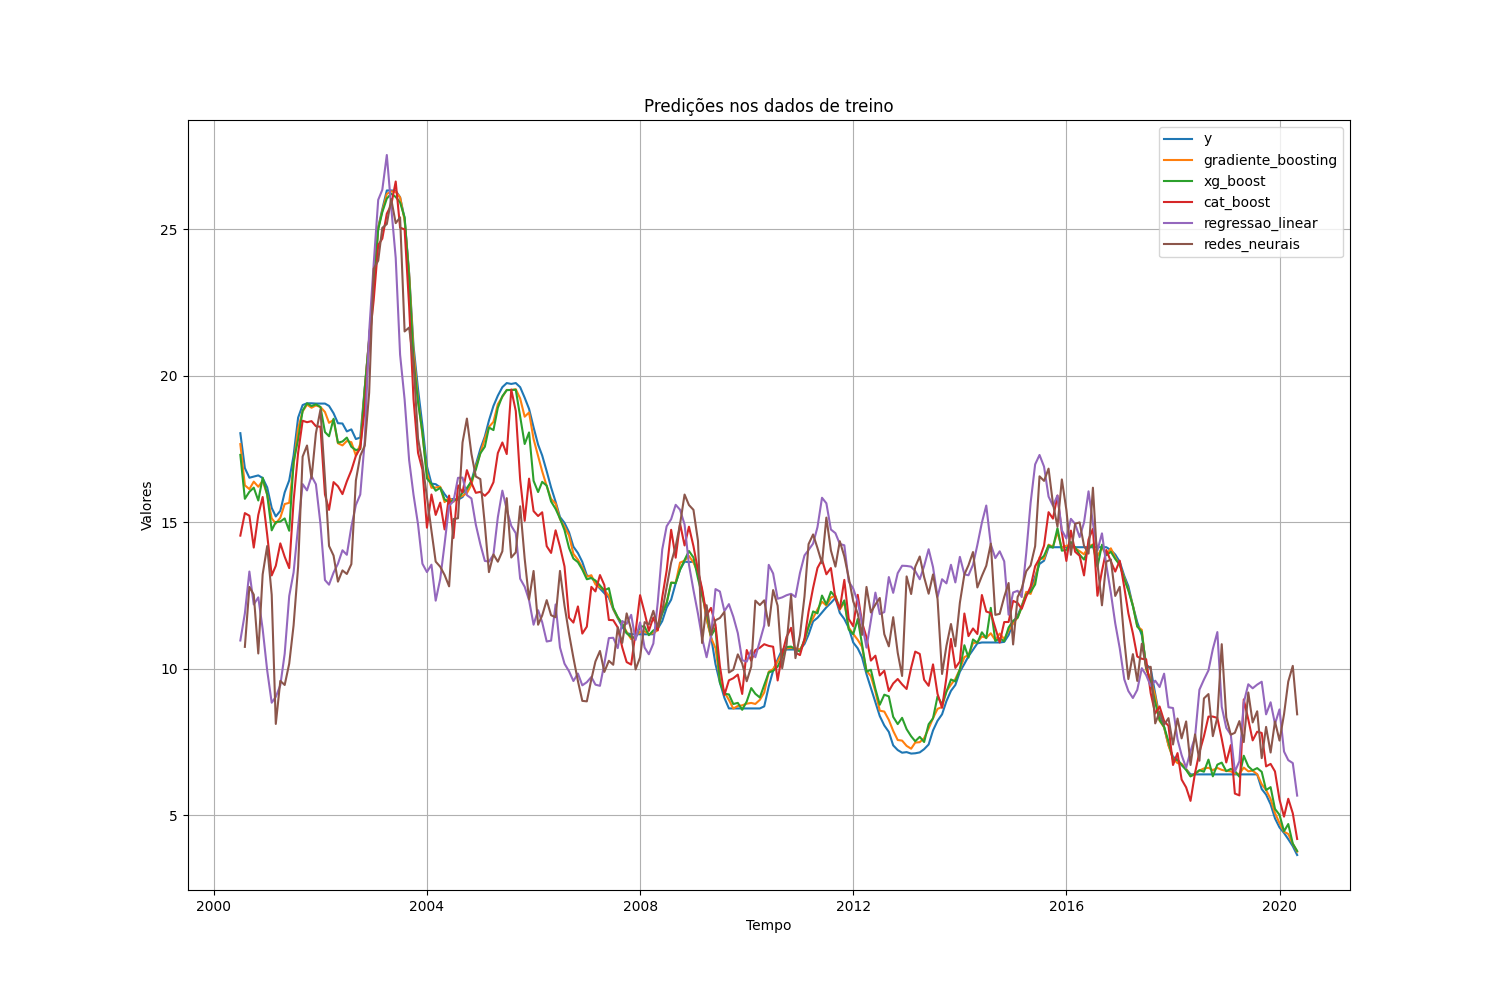 Predições nos dados de treino
y
gradiente_boosting
xg_boost
cat_boost
regressao_linear
redes_neurais
Valores
25
20
15
10
5
2000 2004 2008 2012 2016 2020
Tempo